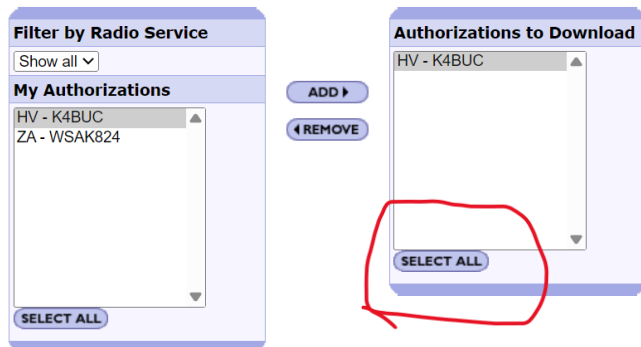 Filter by Radio Service
Show all
My Authorizations
HV - K4BUC
ZA - WSAK824
SELECT ALL
ADD
REMOVE
Authorizations to Download
HV - K4BUC
SELECT ALL